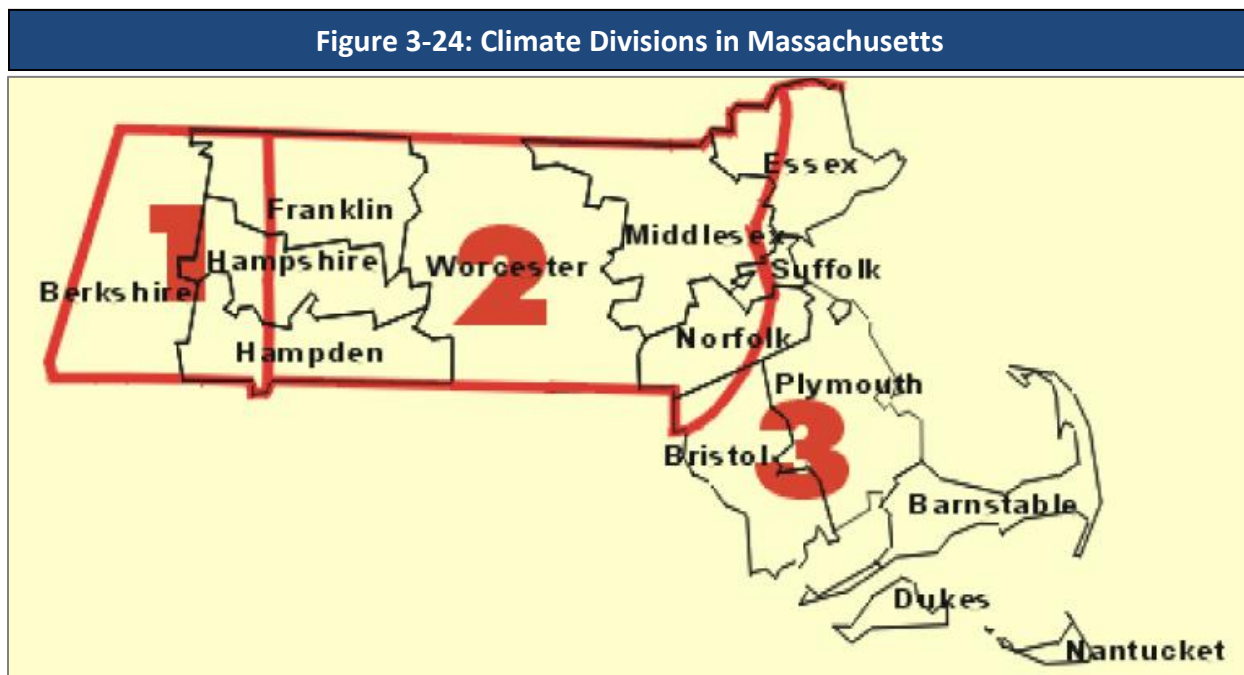 Figure 3-24: Climate Divisions in Massachusetts
Essex
Franklin
1
Middlesex
Hampshire
Worcester
2
Suffolk
Berkshire
Norfolk
Hampden
Plymouth
3
Bristol
Barnstable
Dukes
Nantucket